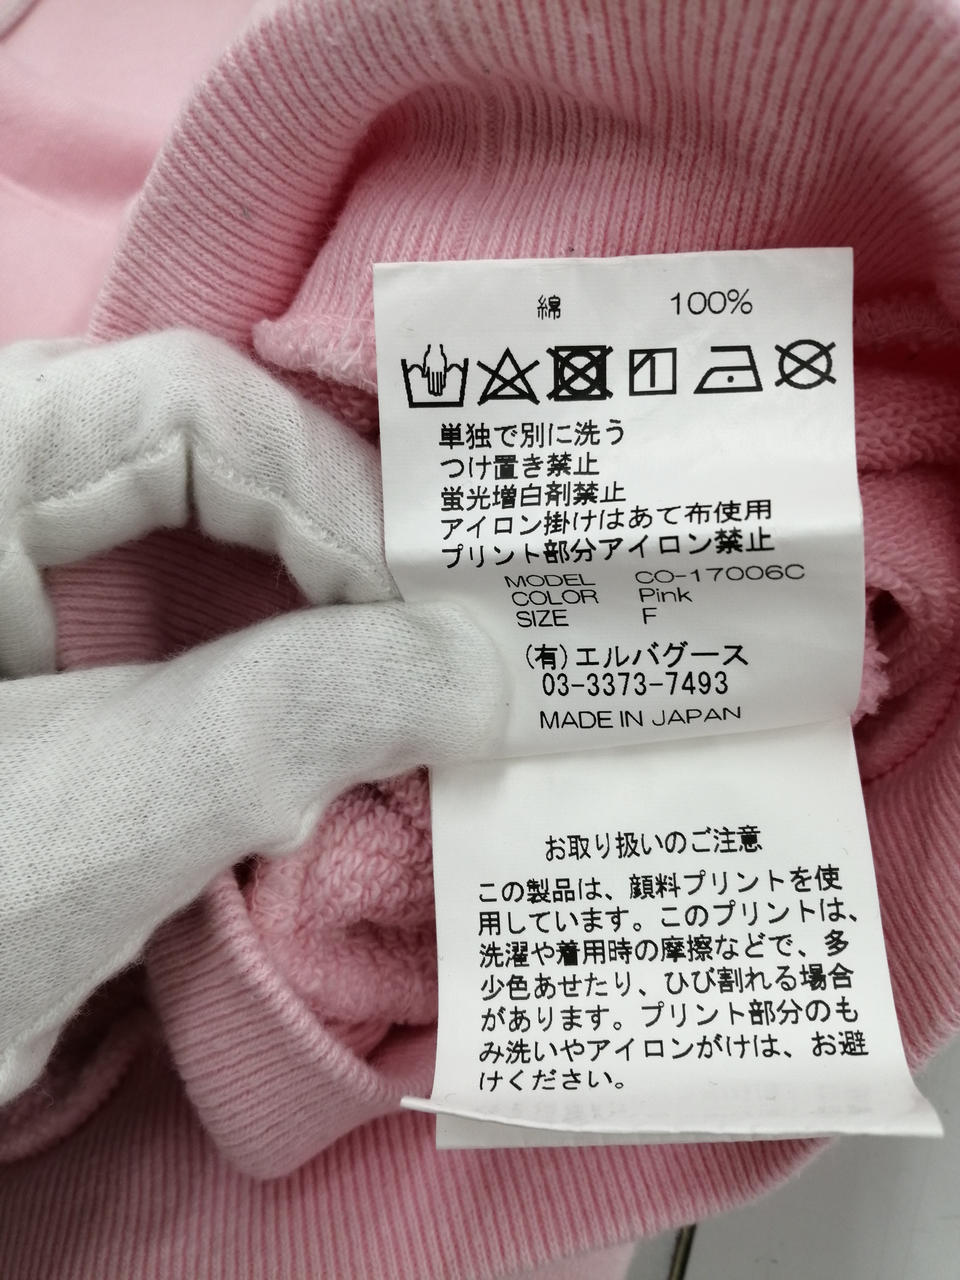 綿 100%
単独で別に洗う
つけ置き禁止
蛍光増白剤禁止
アイロン掛けはあて布使用
プリント部分アイロン禁止
MODEL CO-17006C
COLOR Pink
SIZE F
(有)エルバグース
03-3373-7493
MADE IN JAPAN
お取り扱いのご注意
この製品は、顔料プリントを使
用しています。このプリントは、
洗濯や着用時の摩擦などで、多
少色あせたり、ひび割れる場合
があります。プリント部分のも
み洗いやアイロンがけは、お避
けください。